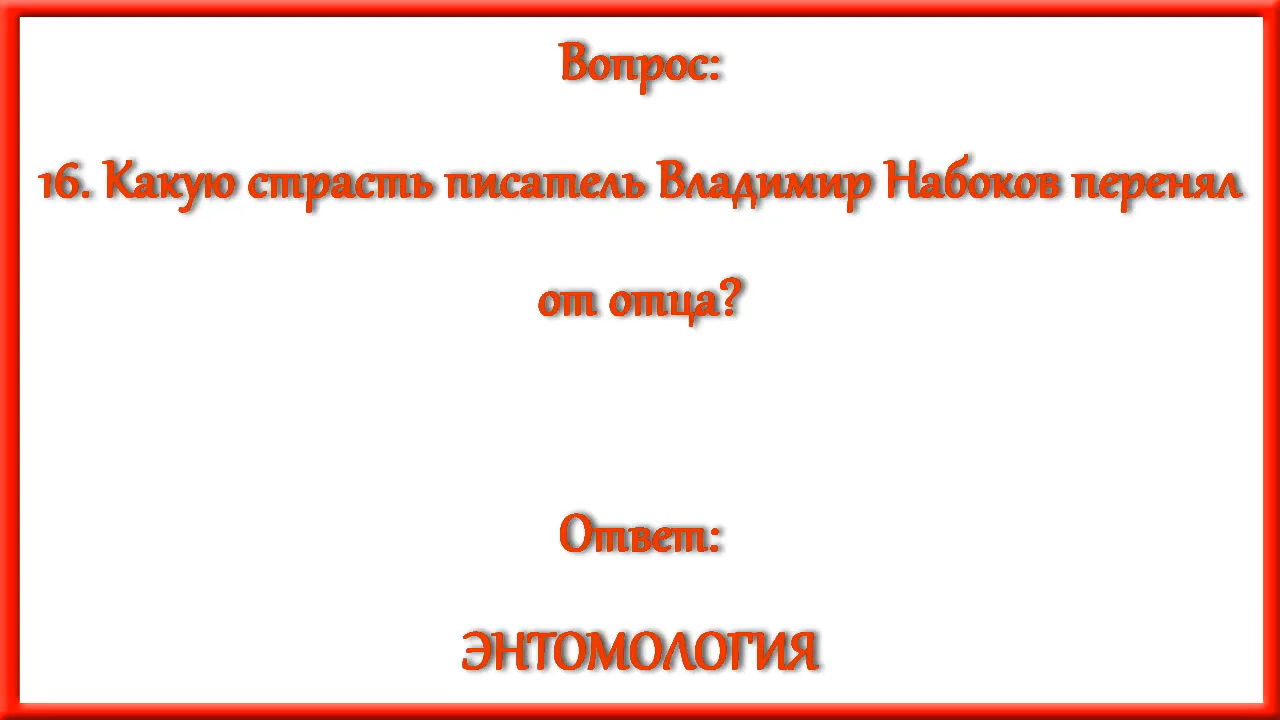 Вопрос:
16. Какую страсть писатель Владимир Набоков перенял
от отца?
Ответ:
ЭНТОМОЛОГИЯ